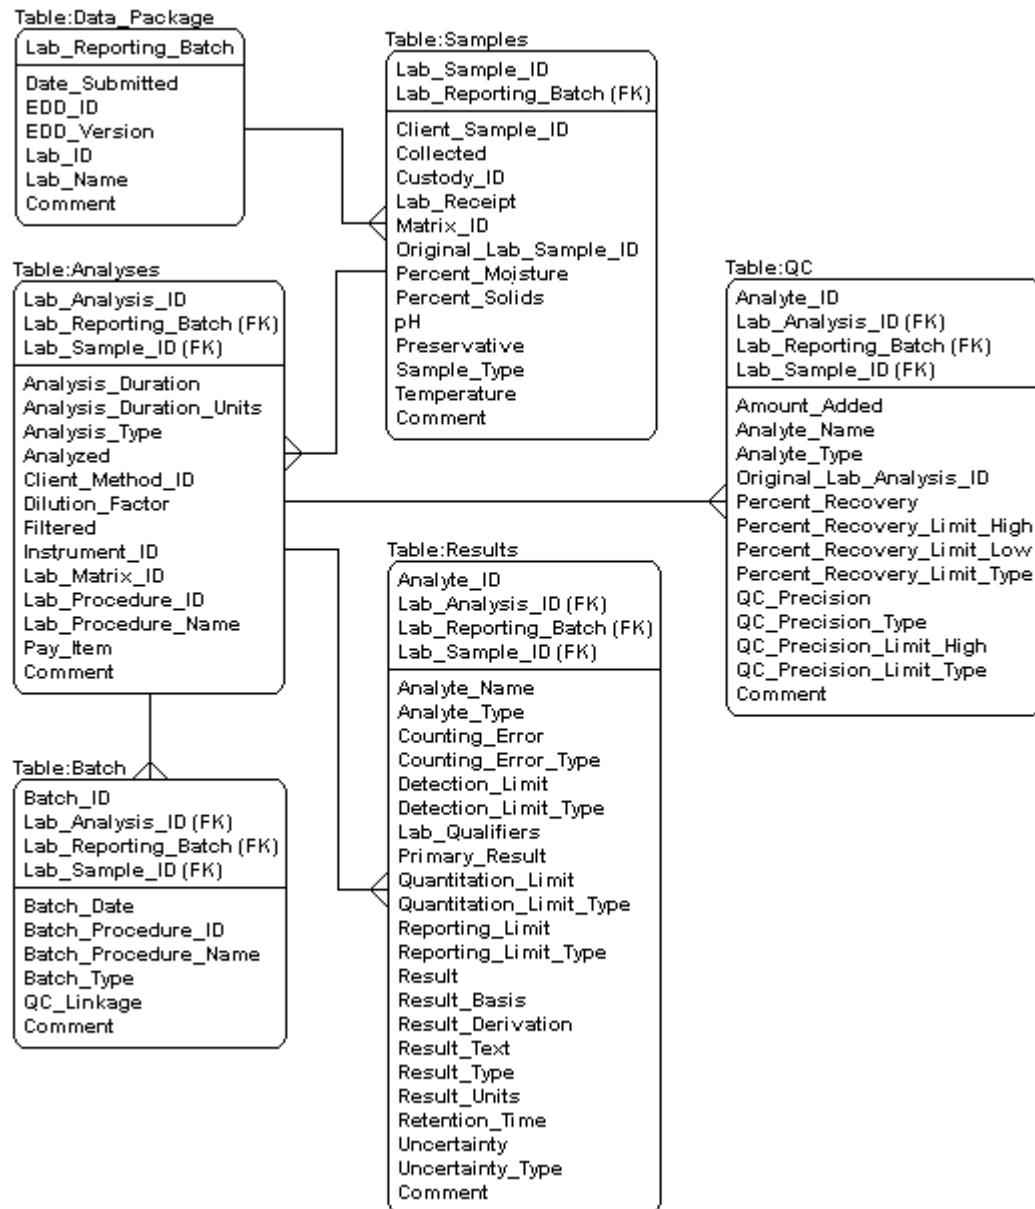 Table:Data_Package
Lab_Reporting_Batch
Date_Submitted
EDD_ID
EDD_Version
Lab_ID
Lab_Name
Comment
Table:Samples
Lab_Sample_ID
Lab_Reporting_Batch (FK)
Client_Sample_ID
Collected
Custody_ID
Lab_Receipt
Matrix_ID
Original_Lab_Sample_ID
Percent_Moisture
Percent_Solids
pH
Preservative
Sample_Type
Temperature
Comment
Table:Analyses
Lab_Analysis_ID
Lab_Reporting_Batch (FK)
Lab_Sample_ID (FK)
Analysis_Duration
Analysis_Duration_Units
Analysis_Type
Analyzed
Client_Method_ID
Dilution_Factor
Filtered
Instrument_ID
Lab_Matrix_ID
Lab_Procedure_ID
Lab_Procedure_Name
Pay_Item
Comment
Table:QC
Analyte_ID
Lab_Analysis_ID (FK)
Lab_Reporting_Batch (FK)
Lab_Sample_ID (FK)
Amount_Added
Analyte_Name
Analyte_Type
Original_Lab_Analysis_ID
Percent_Recovery
Percent_Recovery_Limit_High
Percent_Recovery_Limit_Low
Percent_Recovery_Limit_Type
QC_Precision
QC_Precision_Type
QC_Precision_Limit_High
QC_Precision_Limit_Type
Comment
Table:Results
Analyte_ID
Lab_Analysis_ID (FK)
Lab_Reporting_Batch (FK)
Lab_Sample_ID (FK)
Analyte_Name
Analyte_Type
Counting_Error
Counting_Error_Type
Detection_Limit
Detection_Limit_Type
Lab_Qualifiers
Primary_Result
Quantitation_Limit
Quantitation_Limit_Type
Reporting_Limit
Reporting_Limit_Type
Result
Result_Basis
Result_Derivation
Result_Text
Result_Type
Result_Units
Retention_Time
Uncertainty
Uncertainty_Type
Comment
Table:Batch
Batch_ID
Lab_Analysis_ID (FK)
Lab_Reporting_Batch (FK)
Lab_Sample_ID (FK)
Batch_Date
Batch_Procedure_ID
Batch_Procedure_Name
Batch_Type
QC_Linkage
Comment